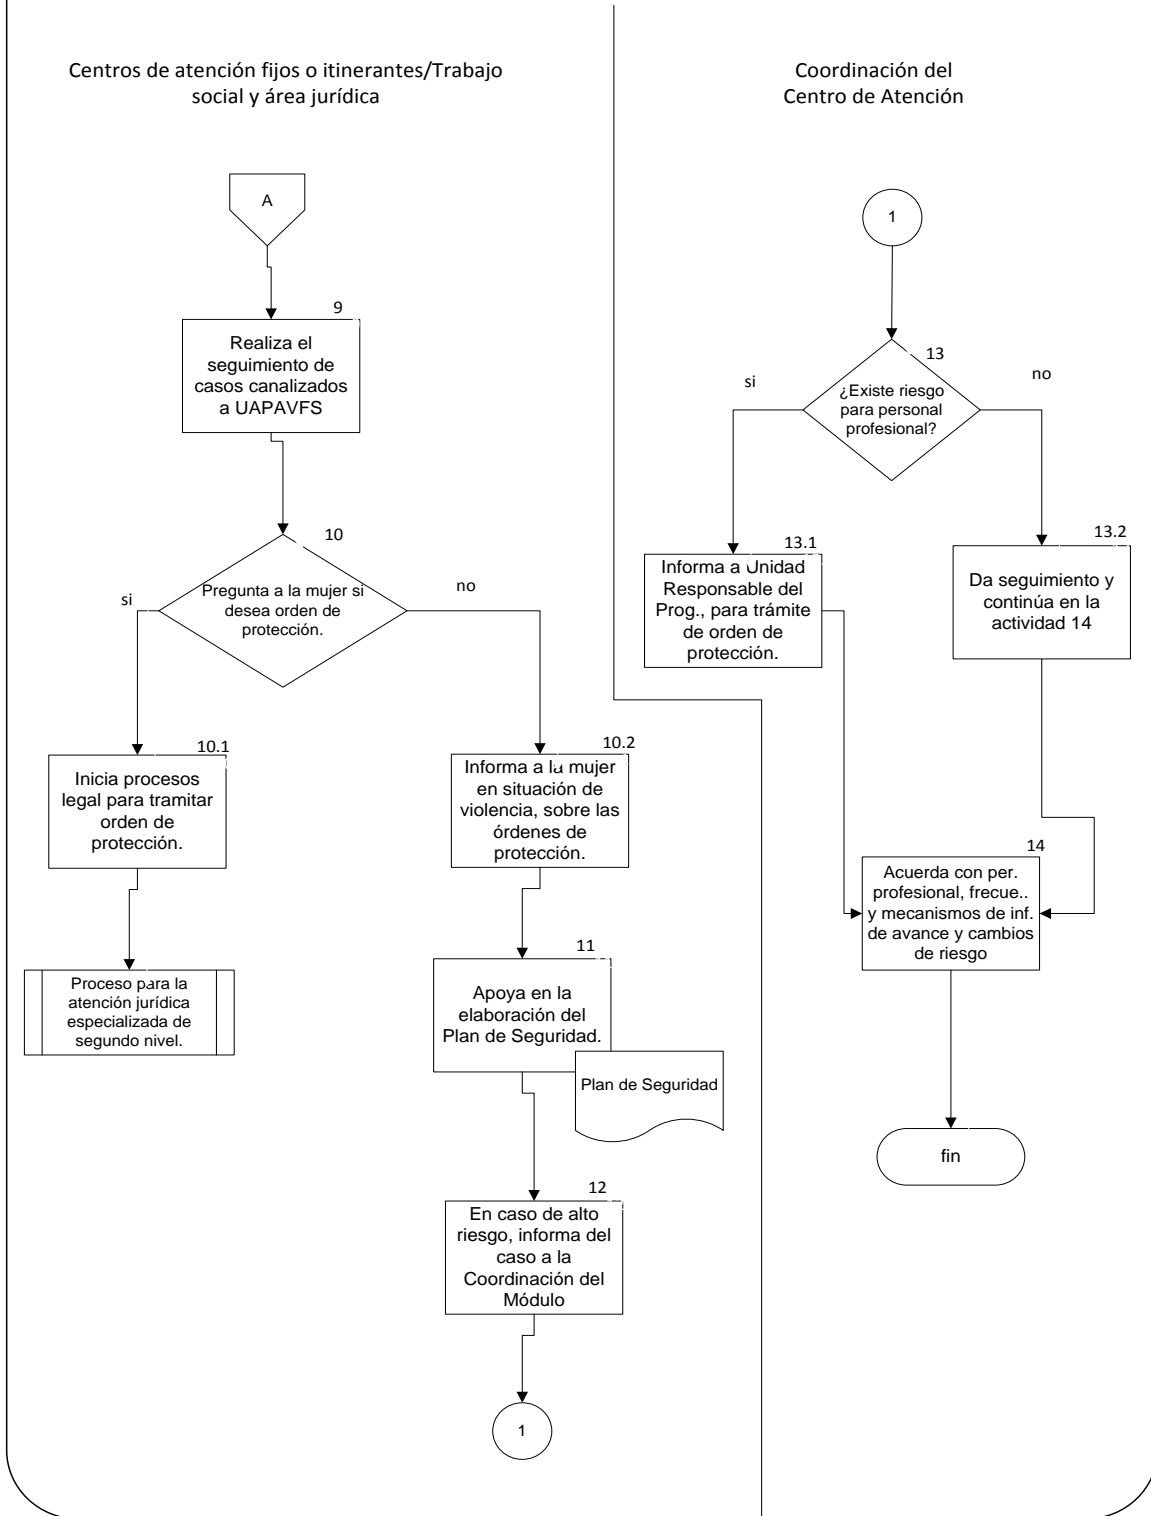 Centros de atención fijos o itinerantes/Trabajo
social y área jurídica
A
9
Realiza el
seguimiento de
casos canalizados
a UAPAVFS
10
Pregunta a la mujer si
desea orden de
protección.
si
no
10.1
Inicia procesos
legal para tramitar
orden de
protección.
Proceso para la
atención jurídica
especializada de
segundo nivel.
10.2
Informa a la mujer
en situación de
violencia, sobre las
órdenes de
protección.
11
Apoya en la
elaboración del
Plan de Seguridad.
Plan de Seguridad
12
En caso de alto
riesgo, informa del
caso a la
Coordinación del
Módulo
1
Coordinación del
Centro de Atención
1
13
¿Existe riesgo
para personal
profesional?
si
no
13.1
Informa a Unidad
Responsable del
Prog., para trámite
de orden de
protección.
13.2
Da seguimiento y
continúa en la
actividad 14
14
Acuerda con per.
profesional, frecue..
y mecanismos de inf.
de avance y cambios
de riesgo
fin